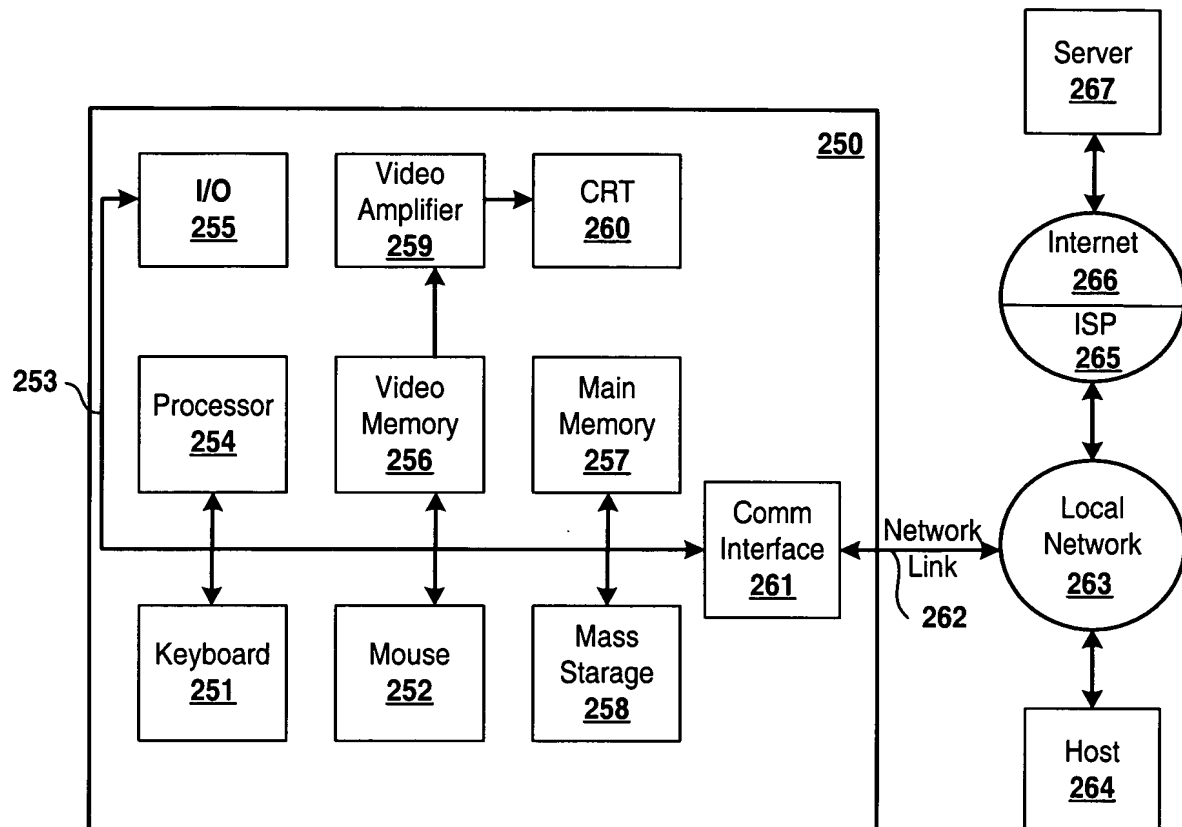 Server
267
250
I/O
255
Video
Amplifier
259
CRT
260
Internet
266
ISP
265
253
Processor
254
Video
Memory
256
Main
Memory
257
Comm
Interface
261
Network
Link
262
Local
Network
263
Keyboard
251
Mouse
252
Mass
Starage
258
Host
264